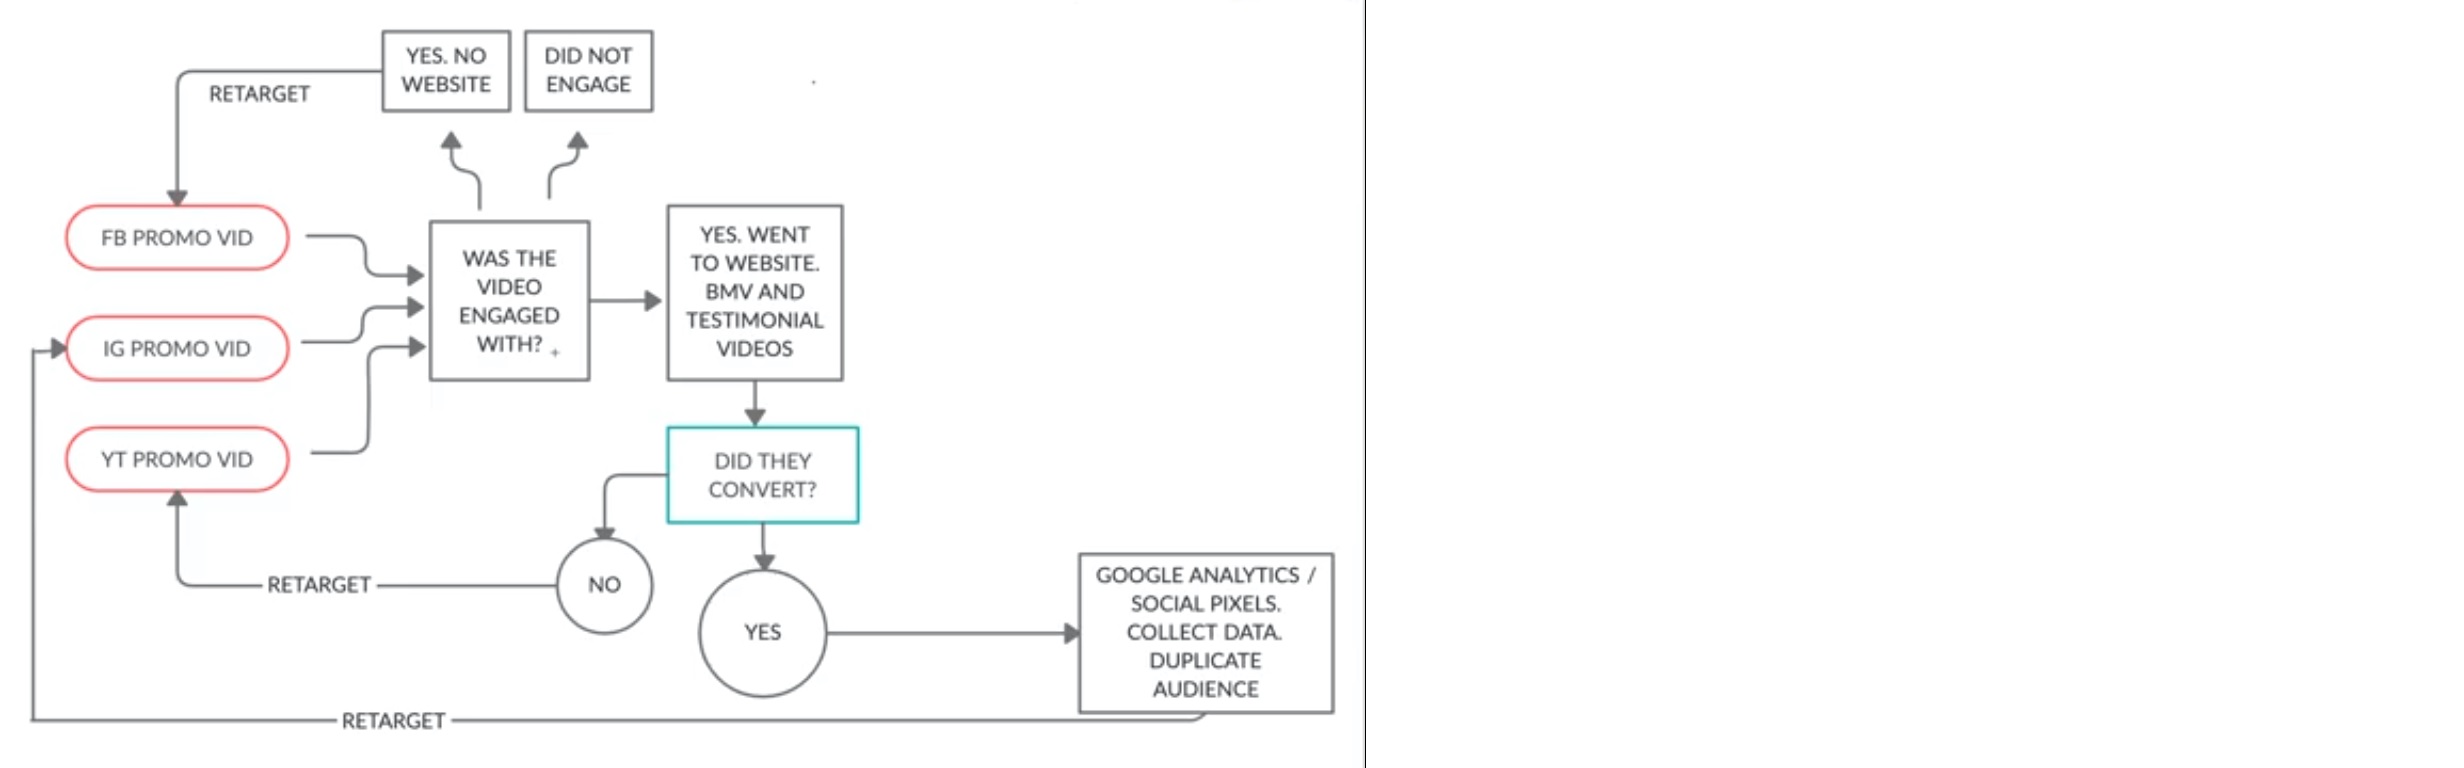 YES. NO
WEBSITE
DID NOT
ENGAGE
RETARGET
FB PROMO VID
IG PROMO VID
YT PROMO VID
WAS THE
VIDEO
ENGAGED
WITH?
YES. WENT
TO WEBSITE.
BMV AND
TESTIMONIAL
VIDEOS
DID THEY
CONVERT?
NO
RETARGET
YES
GOOGLE ANALYTICS /
SOCIAL PIXELS.
COLLECT DATA.
DUPLICATE
AUDIENCE
RETARGET